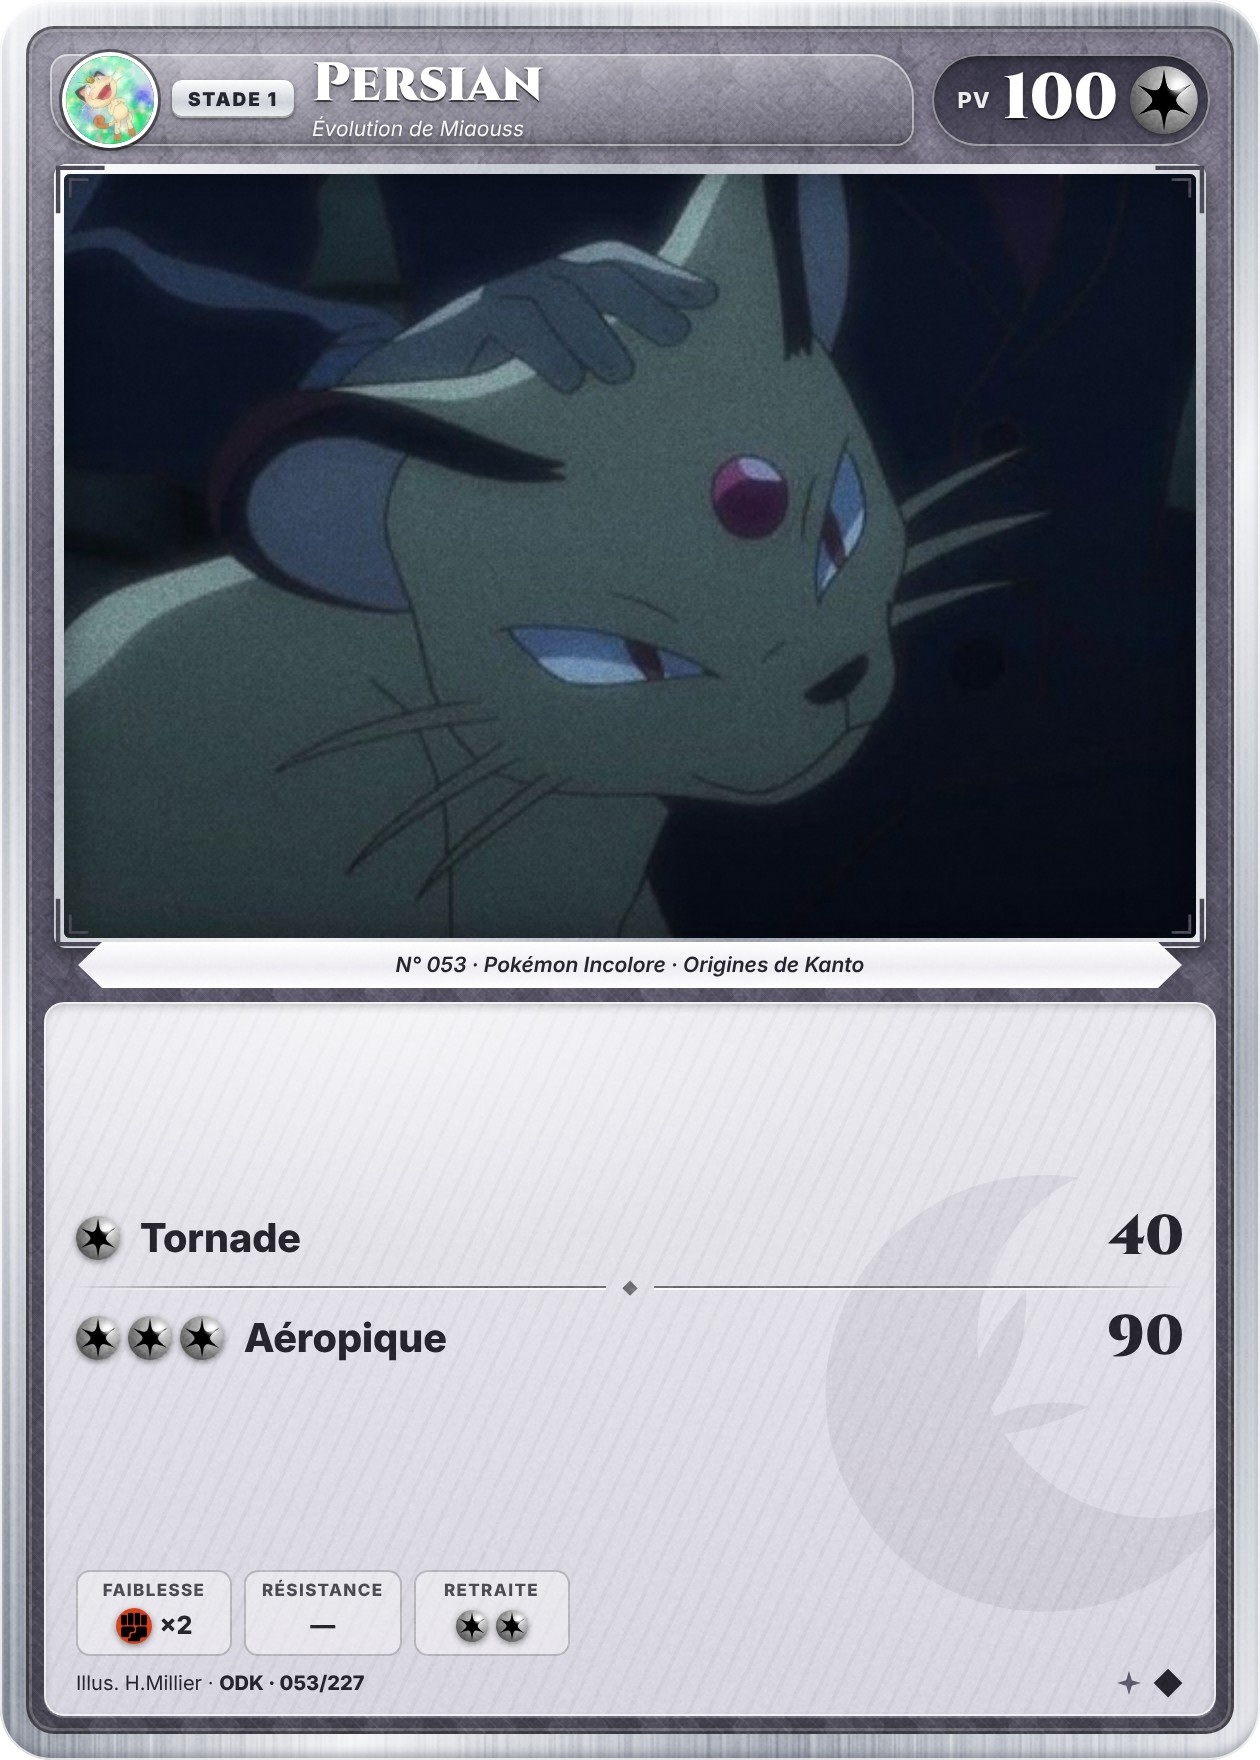 STADE 1
Persian
Évolution de Miaouss
PV 100
N° 053 · Pokémon Incolore · Origines de Kanto
Tornade 40
Aéropique 90
FAIBLESSE
×2
RÉSISTANCE
—
RETRAITE
Illus. H.Millier · ODK · 053/227